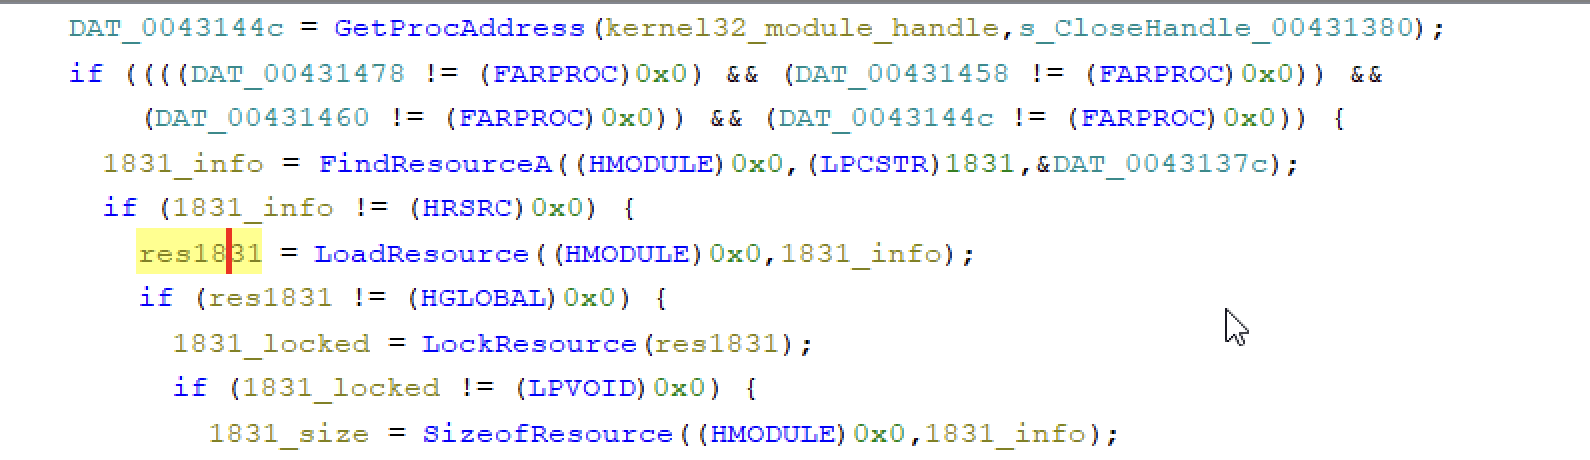 DAT_0043144c = GetProcAddress(kernel32_module_handle,s_CloseHandle_00431380);
if ((((DAT_00431478 != (FARPROC)0x0) && (DAT_00431458 != (FARPROC)0x0)) &&
(DAT_00431460 != (FARPROC)0x0)) && (DAT_0043144c != (FARPROC)0x0)) {
1831_info = FindResourceA((HMODULE)0x0,(LPCSTR)1831,&DAT_0043137c);
if (1831_info != (HRSRC)0x0) {
res1831 = LoadResource((HMODULE)0x0,1831_info);
if (res1831 != (HGLOBAL)0x0) {
1831_locked = LockResource(res1831);
if (1831_locked != (LPVOID)0x0) {
1831_size = SizeofResource((HMODULE)0x0,1831_info);